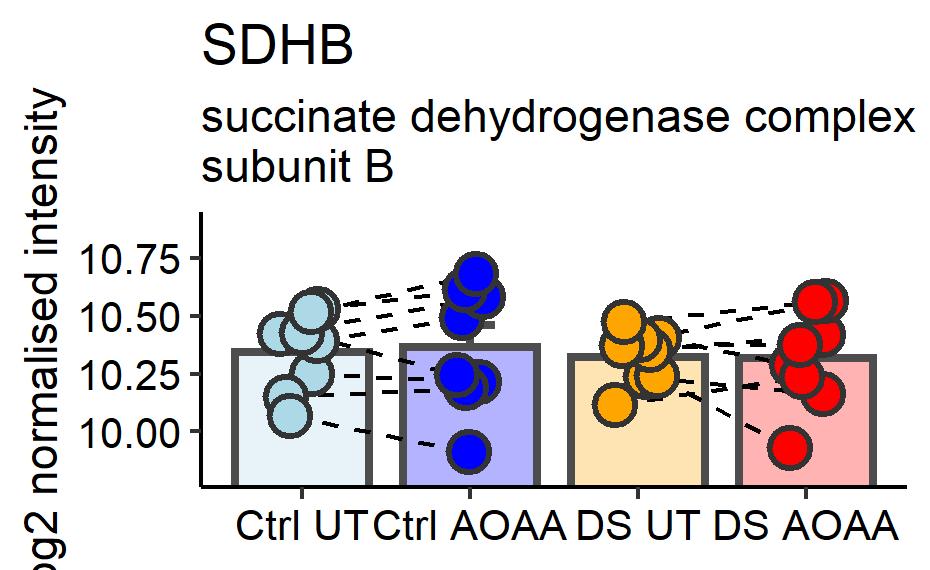 SDHB
succinate dehydrogenase complex
subunit B
og2 normalised intensity
10.75
10.50
10.25
10.00
Ctrl UT Ctrl AOAA DS UT DS AOAA